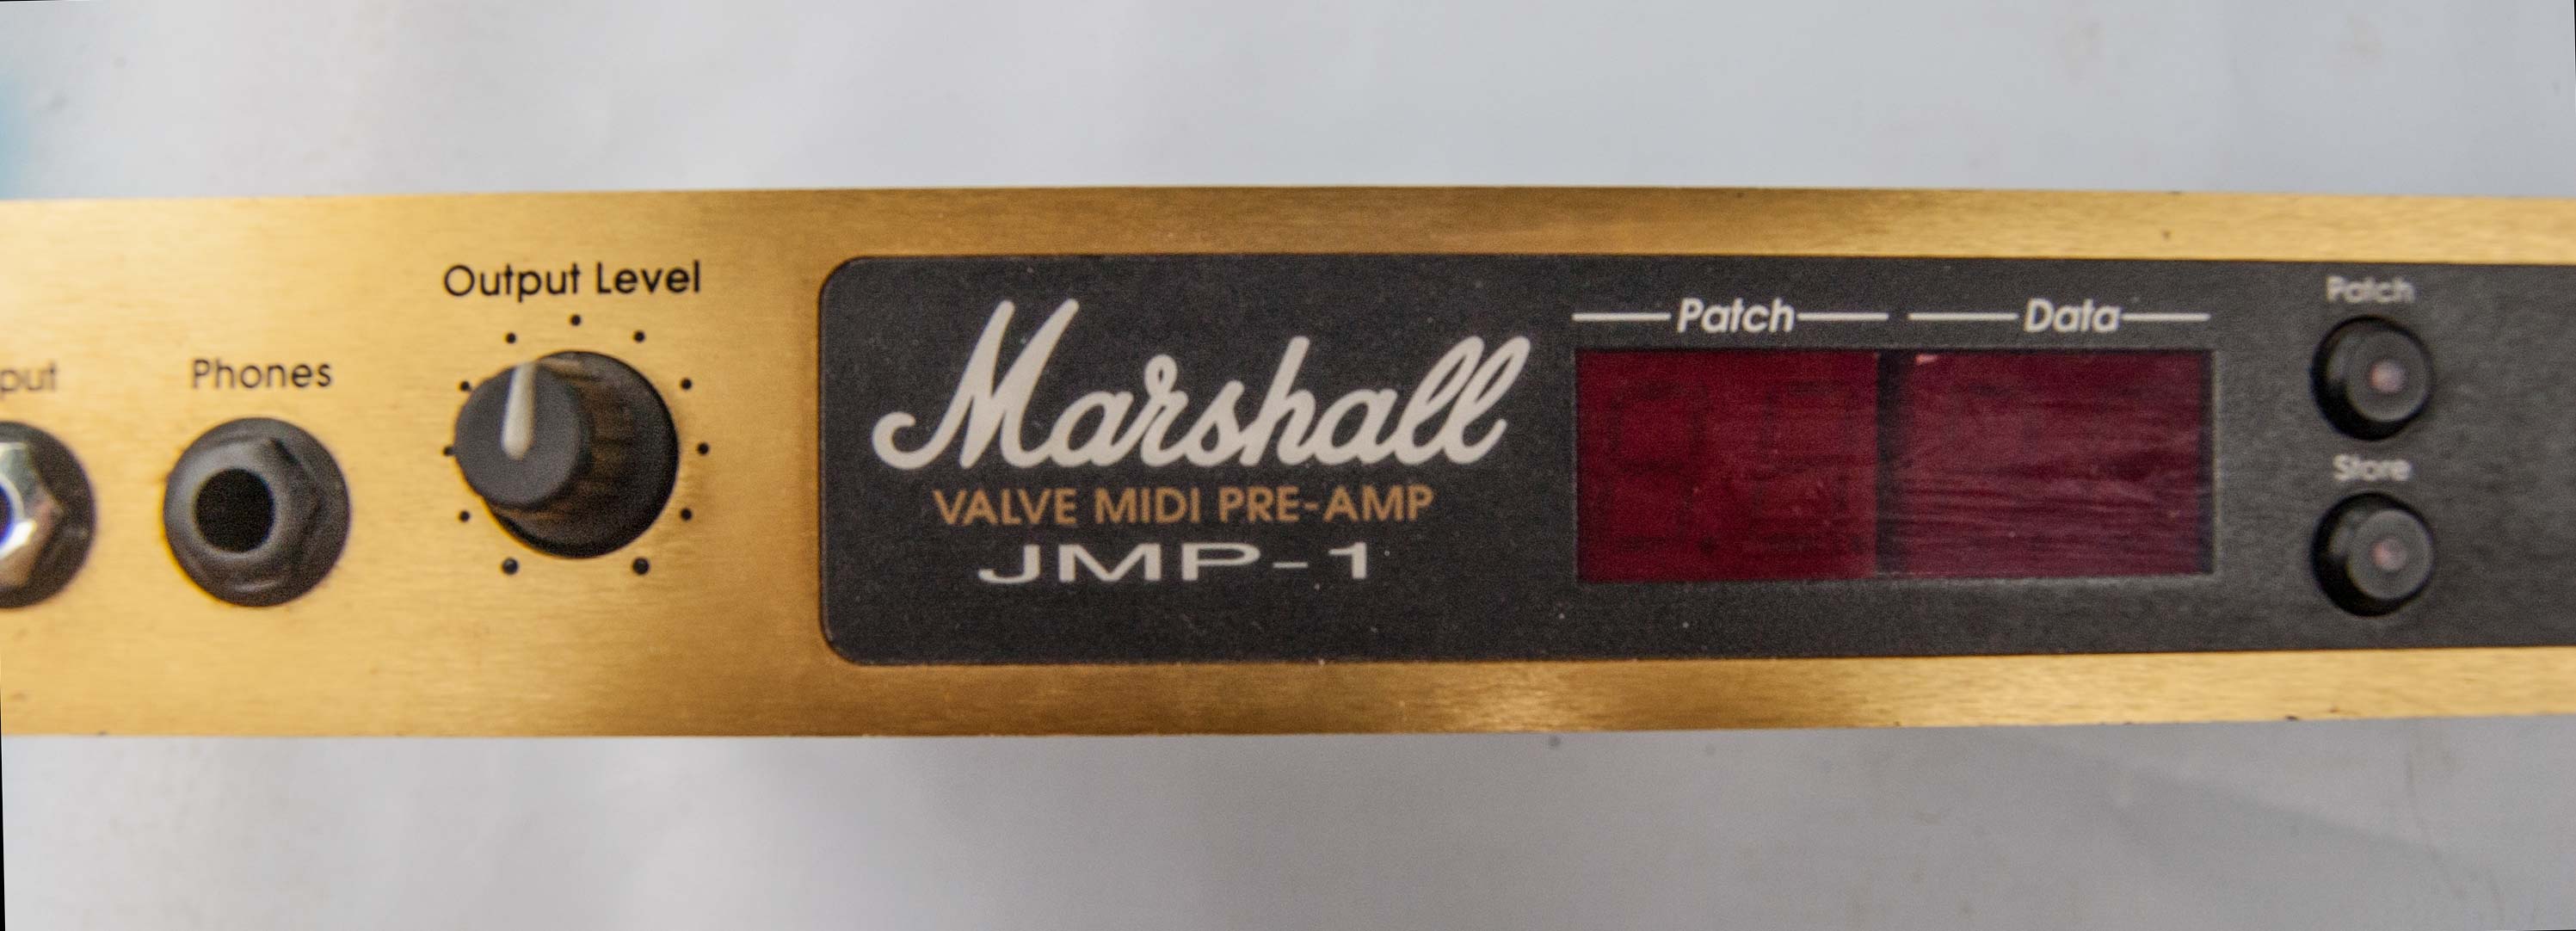 put
Phones
Output Level
Marshall
VALVE MIDI PRE-AMP
JMP-1
Patch
Data
Patch
Store